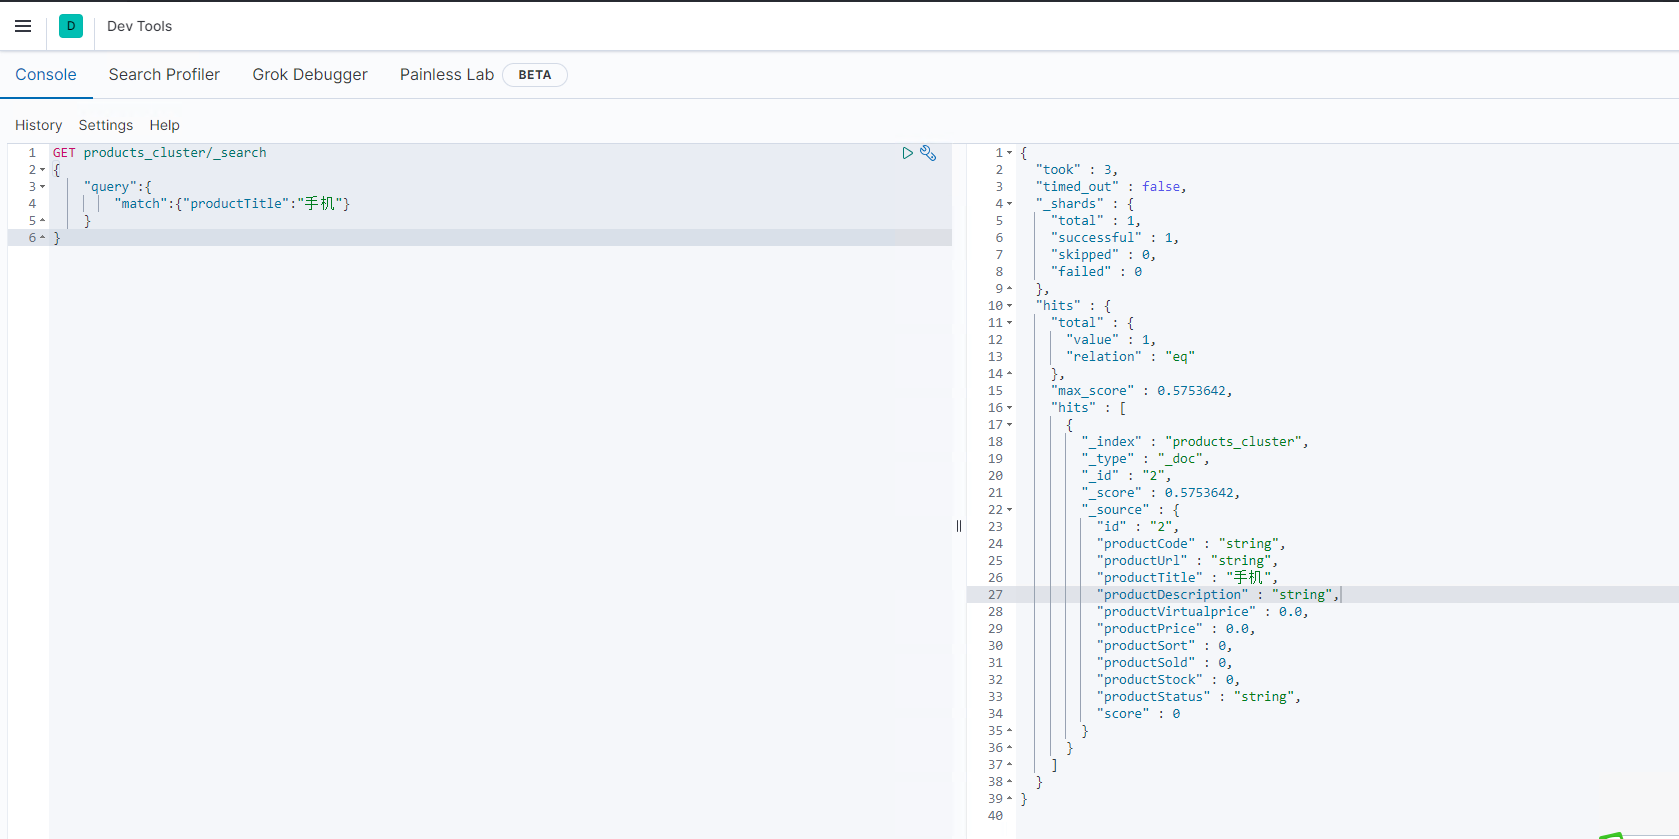 D Dev Tools
Console Search Profiler Grok Debugger Painless Lab BETA
History Settings Help
1 GET products_cluster/_search
2 {
3 "query":{
4 "match":{"productTitle":"手机"}
5 }
6 }
1 {
2 "took" : 3,
3 "timed_out" : false,
4 "_shards" : {
5 "total" : 1,
6 "successful" : 1,
7 "skipped" : 0,
8 "failed" : 0
9 },
10 "hits" : {
11 "total" : {
12 "value" : 1,
13 "relation" : "eq"
14 },
15 "max_score" : 0.5753642,
16 "hits" : [
17 {
18 "_index" : "products_cluster",
19 "_type" : "_doc",
20 "_id" : "2",
21 "_score" : 0.5753642,
22 "_source" : {
23 "id" : "2",
24 "productCode" : "string",
25 "productUrl" : "string",
26 "productTitle" : "手机",
27 "productDescription" : "string",
28 "productVirtualprice" : 0.0,
29 "productPrice" : 0.0,
30 "productSort" : 0,
31 "productSold" : 0,
32 "productStock" : 0,
33 "productStatus" : "string",
34 "score" : 0
35 }
36 }
37 ]
38 }
39 }
40